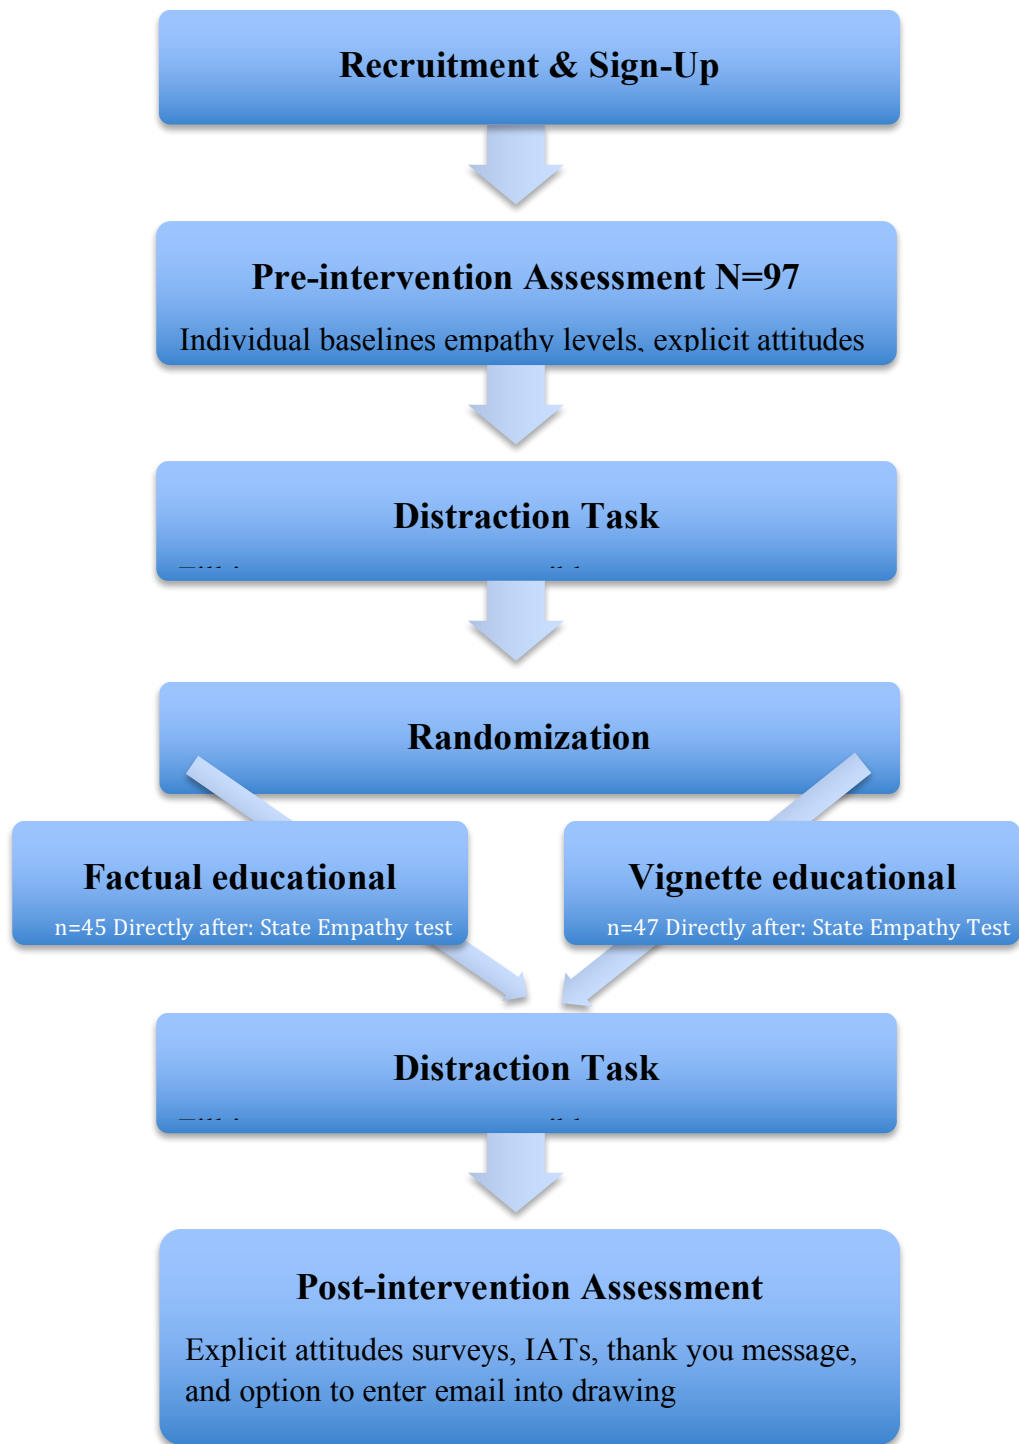 Recruitment & Sign-Up
Pre-intervention Assessment N=97
Individual baselines empathy levels, explicit attitudes
Distraction Task
Randomization
Factual educational
n=45 Directly after: State Empathy test
Vignette educational
n=47 Directly after: State Empathy Test
Distraction Task
Post-intervention Assessment
Explicit attitudes surveys, IATs, thank you message,
and option to enter email into drawing